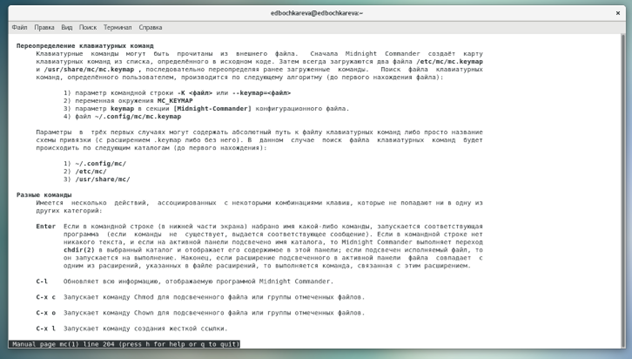 edbochkareva@edbochkareva:~
Файл Правка Вид Поиск Терминал Справка
Переопределение клавиатурных команд
Клавиатурные команды могут быть прочитаны из внешнего файла. Сначала Midnight Commander создаёт карту
клавиатурных команд из списка, определённого в исходном коде. Затем всегда загружаются два файла /etc/mc/mc.keymap
и /usr/share/mc/mc.keymap , последовательно переопределяя ранее загруженные команды. Поиск файла клавиатурных
команд, определённого пользователем, производится по следующему алгоритму (до первого нахождения файла):
1) параметр командной строки -K <файл> или --keymap=<файл>
2) переменная окружения MC_KEYMAP
3) параметр keymap в секции [Midnight-Commander] конфигурационного файла.
4) файл ~/.config/mc/mc.keymap
Параметры в трёх первых случаях могут содержать абсолютный путь к файлу клавиатурных команд либо просто название
схемы привязки (с расширением .keymap либо без него). В данном случае поиск файла клавиатурных команд будет
происходить по следующим каталогам (до первого нахождения):
1) ~/.config/mc/
2) /etc/mc/
3) /usr/share/mc/
Разные команды
Имеется несколько действий, ассоциированных с некоторыми комбинациями клавиш, которые не попадают ни в одну из
других категорий:
Enter Если в командной строке (в нижней части экрана) набрано имя какой-либо команды, запускается соответствующая
программа (если команды не существует, выдается соответствующее сообщение). Если в командной строке нет
никакого текста, и если на активной панели подсвечено имя каталога, то Midnight Commander выполняет переход
chdir(2) в выбранный каталог и отображает его содержимое в этой панели; если подсвечен исполняемый файл, то
он запускается на выполнение. Наконец, если расширение подсвеченного в активной панели файла совпадает с
одним из расширений, указанных в файле расширений, то выполняется команда, связанная с этим расширением.
C-l Обновляет всю информацию, отображаемую программой Midnight Commander.
C-x c Запускает команду Chmod для подсвеченного файла или группы отмеченных файлов.
C-x o Запускает команду Chown для подсвеченного файла или группы отмеченных файлов.
C-x l Запускает команду создания жесткой ссылки.
Manual page mc(1) line 204 (press h for help or q to quit)